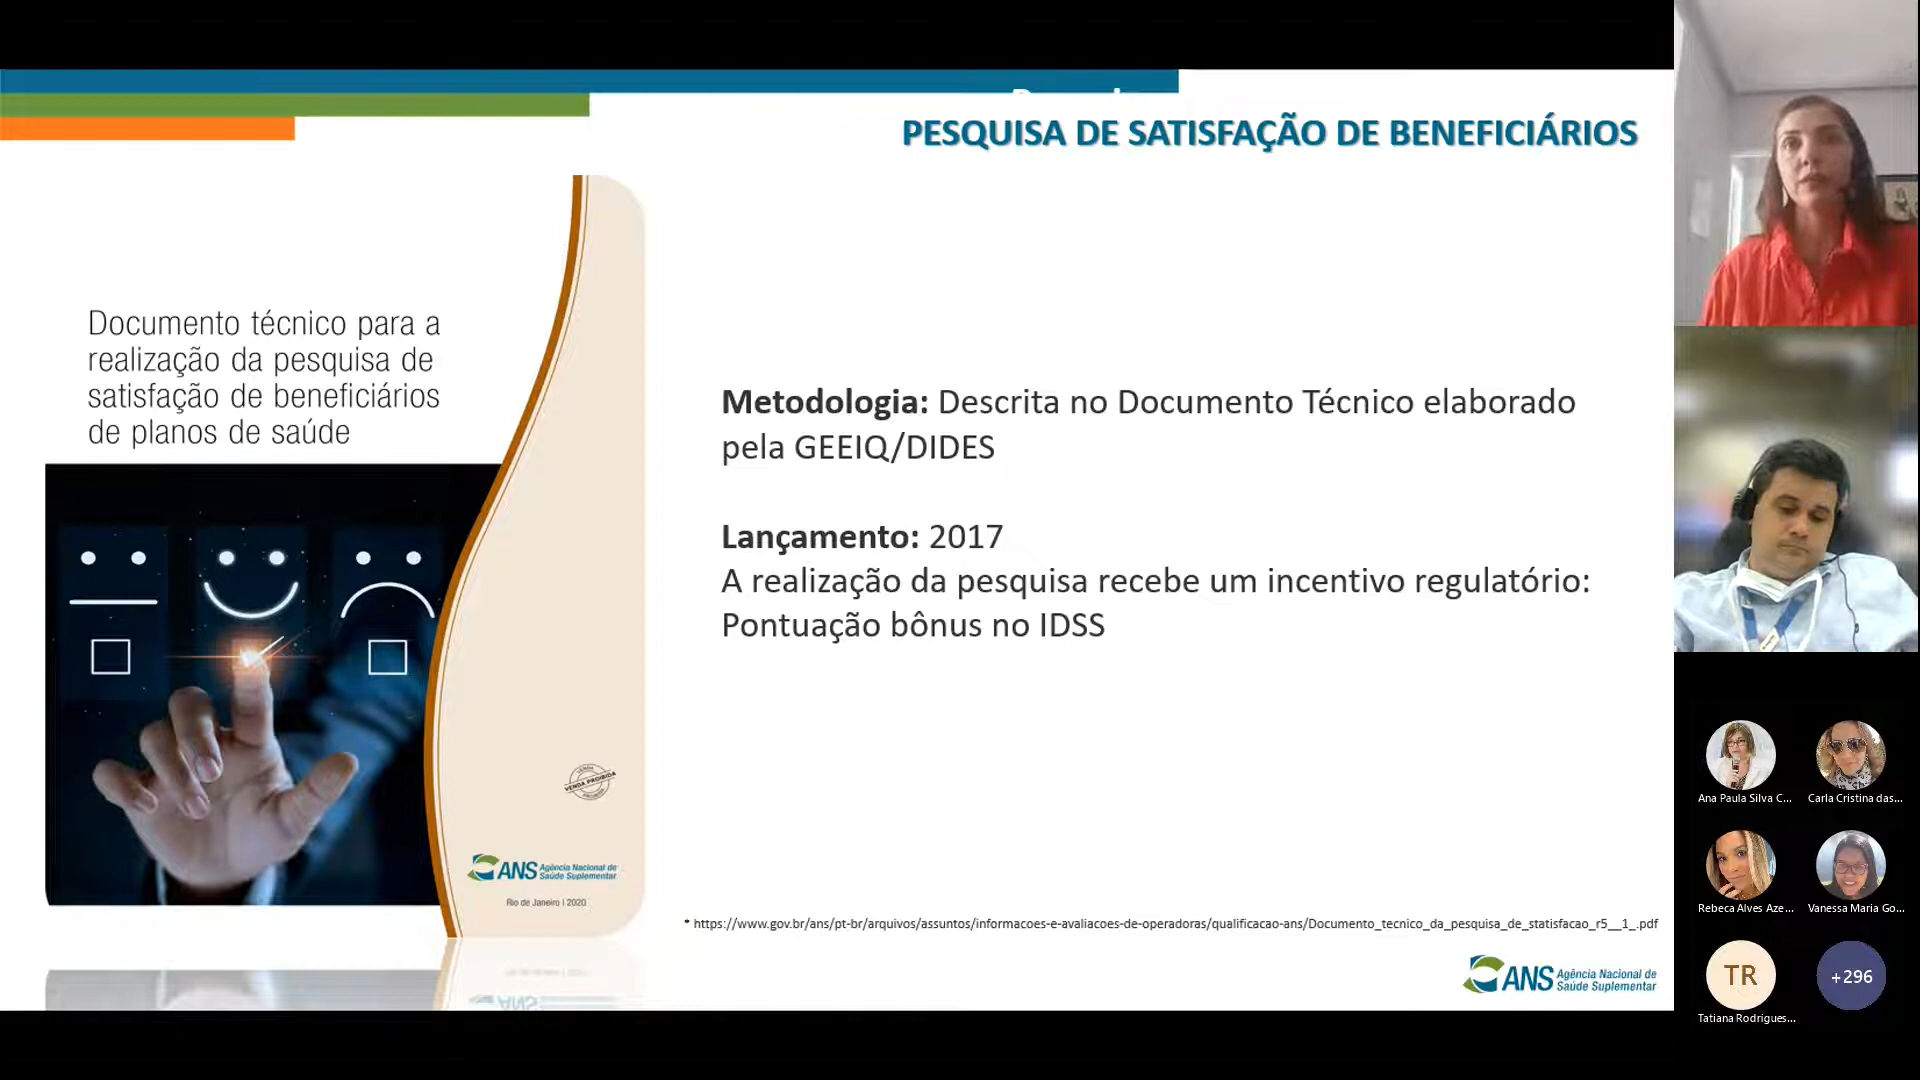 PESQUISA DE SATISFAÇÃO DE BENEFICIÁRIOS
Documento técnico para a
realização da pesquisa de
satisfação de beneficiários
de planos de saúde
VENDA PROIBIDA
ANS Agência Nacional de
Saúde Suplementar
Rio de Janeiro | 2020
Metodologia: Descrita no Documento Técnico elaborado
pela GEEIQ/DIDES
Lançamento: 2017
A realização da pesquisa recebe um incentivo regulatório:
Pontuação bônus no IDSS
* https://www.gov.br/ans/pt-br/arquivos/assuntos/informacoes-e-avaliacoes-de-operadoras/qualificacao-ans/Documento_tecnico_da_pesquisa_de_statisfacao_r5__1_.pdf
ANS Agência Nacional de
Saúde Suplementar
Ana Paula Silva C...
Carla Cristina das...
Rebeca Alves Aze...
Vanessa Maria Go...
TR
+296
Tatiana Rodrigues...